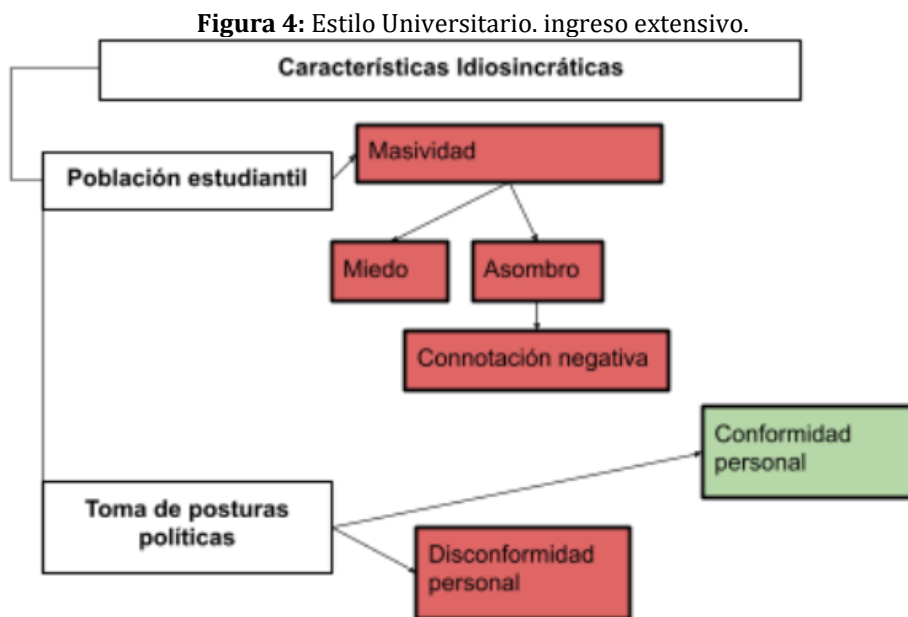 Figura 4: Estilo Universitario. ingreso extensivo.
Características Idiosincráticas
Masividad
Población estudiantil
Miedo
Asombro
Connotación negativa
Conformidad
personal
Toma de posturas
políticas
Disconformidad
personal